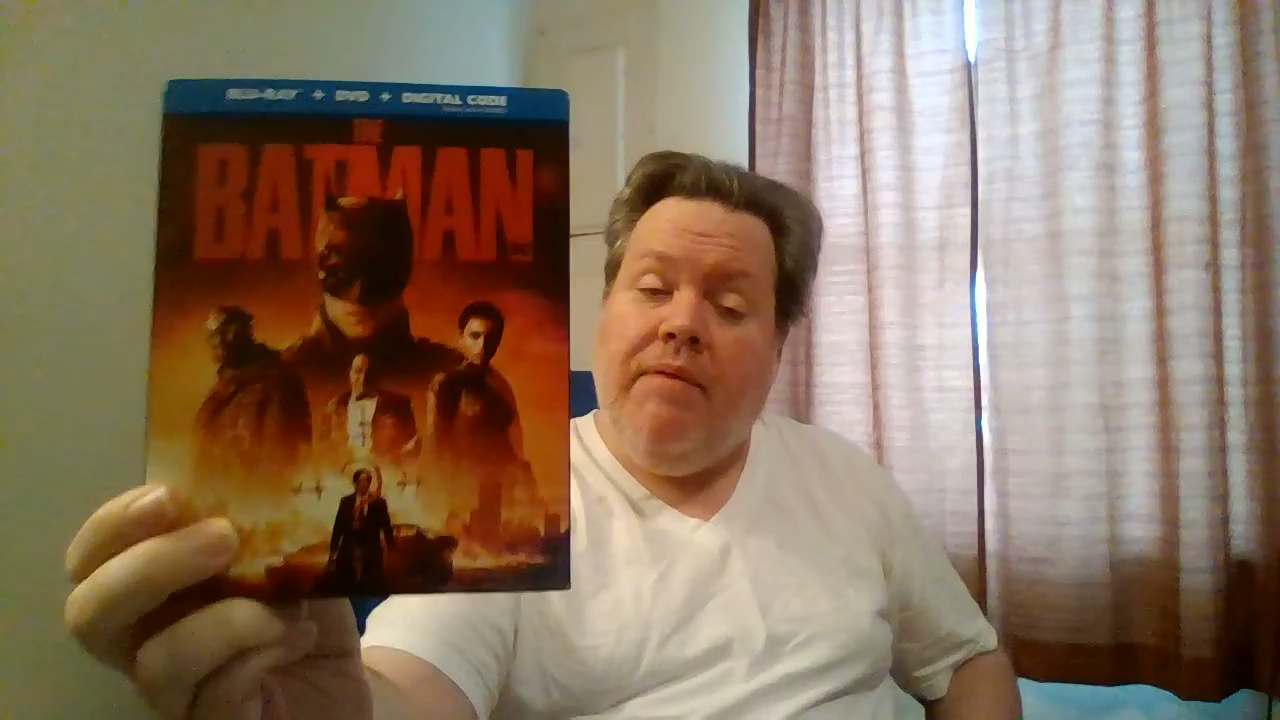 BLU-RAY + DVD + DIGITAL CODE
THE
BATMAN